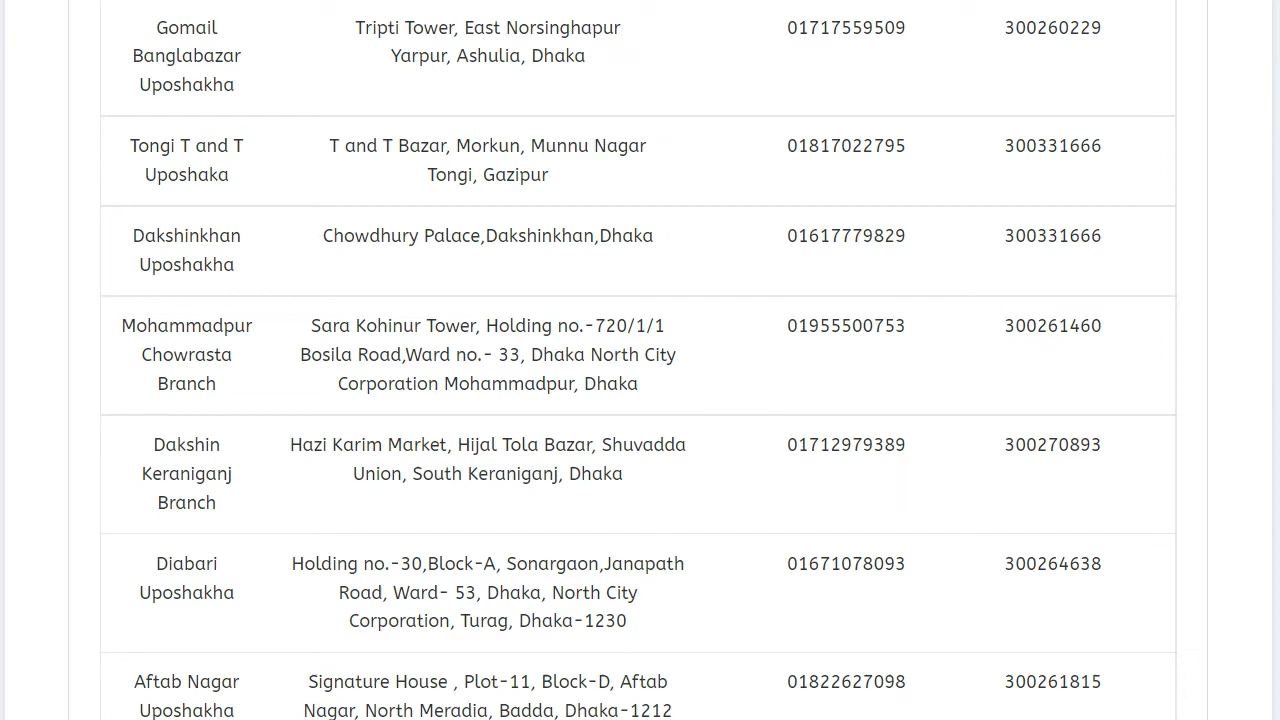 Gomail Tripti Tower, East Norsinghapur 01717559509 300260229
Banglabazar Yarpur, Ashulia, Dhaka
Uposhakha
Tongi T and T T and T Bazar, Morkun, Munnu Nagar 01817022795 300331666
Uposhaka Tongi, Gazipur
Dakshinkhan Chowdhury Palace,Dakshinkhan,Dhaka 01617779829 300331666
Uposhakha
Mohammadpur Sara Kohinur Tower, Holding no.-720/1/1 01955500753 300261460
Chowrasta Bosila Road,Ward no.- 33, Dhaka North City
Branch Corporation Mohammadpur, Dhaka
Dakshin Hazi Karim Market, Hijal Tola Bazar, Shuvadda 01712979389 300270893
Keraniganj Union, South Keraniganj, Dhaka
Branch
Diabari Holding no.-30,Block-A, Sonargaon,Janapath 01671078093 300264638
Uposhakha Road, Ward- 53, Dhaka, North City
Corporation, Turag, Dhaka-1230
Aftab Nagar Signature House , Plot-11, Block-D, Aftab 01822627098 300261815
Uposhakha Nagar, North Meradia, Badda, Dhaka-1212